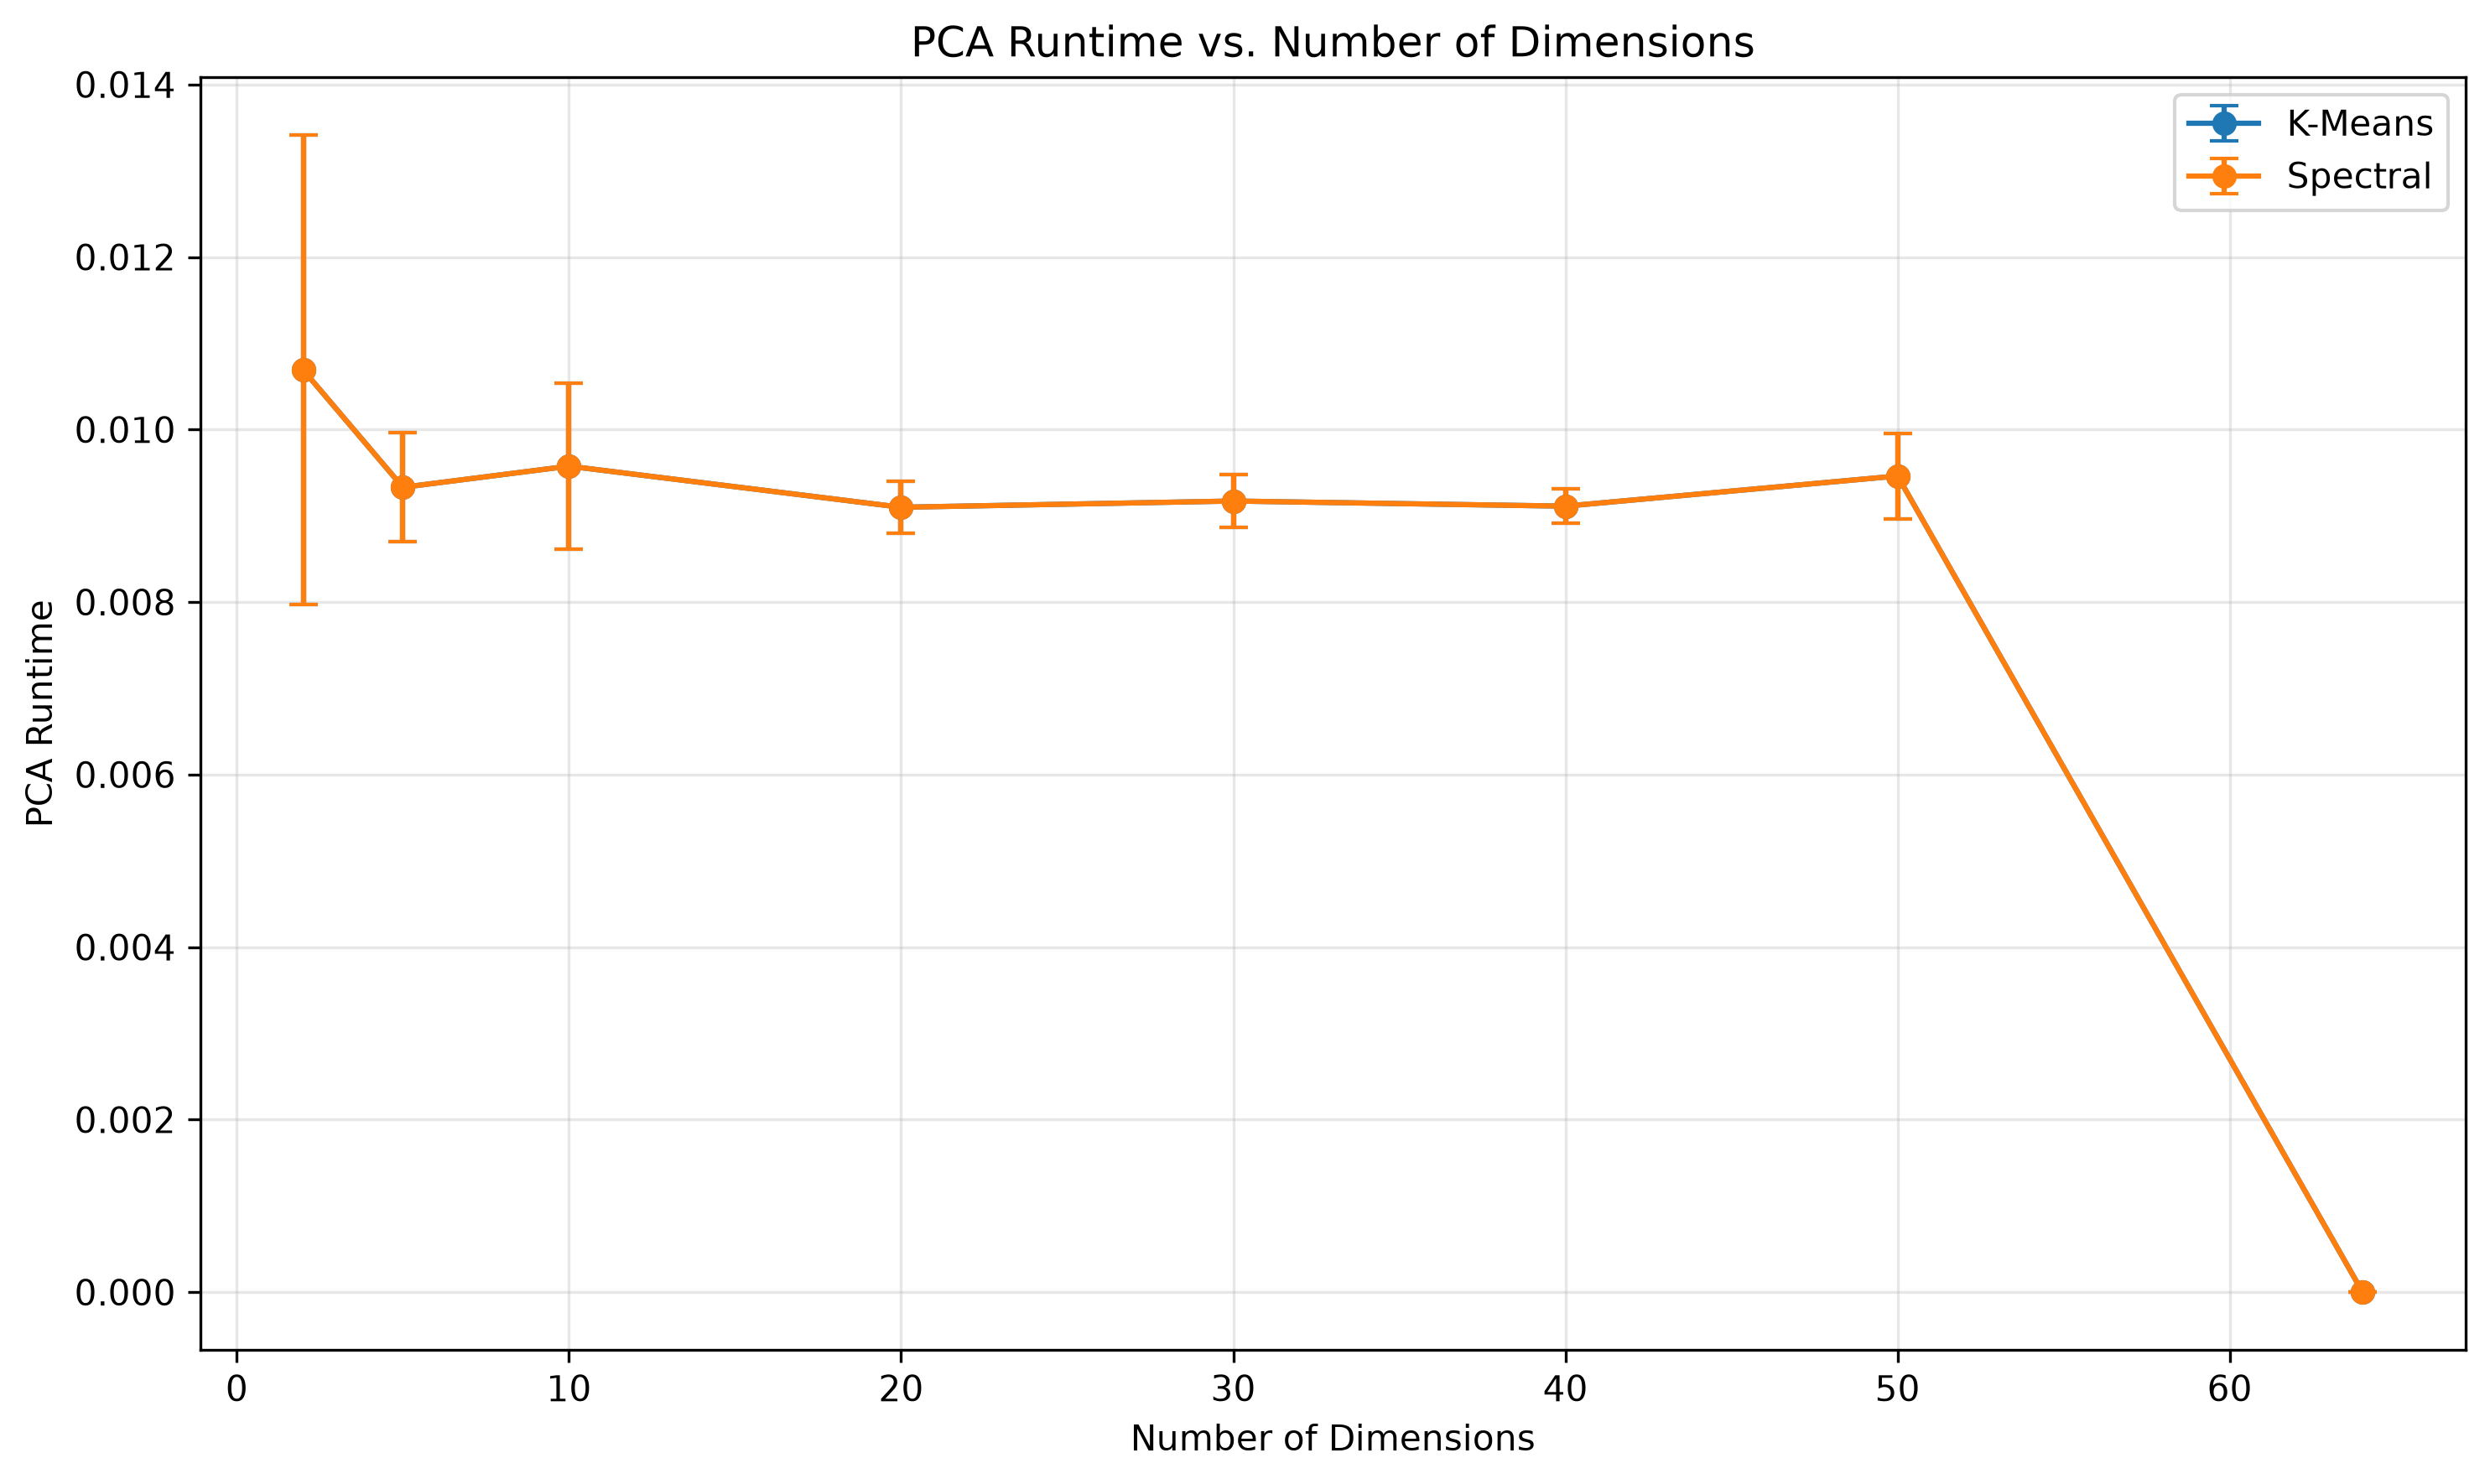 PCA Runtime vs. Number of Dimensions
K-Means
Spectral
0.014
0.012
0.010
0.008
0.006
0.004
0.002
0.000
PCA Runtime
0 10 20 30 40 50 60
Number of Dimensions